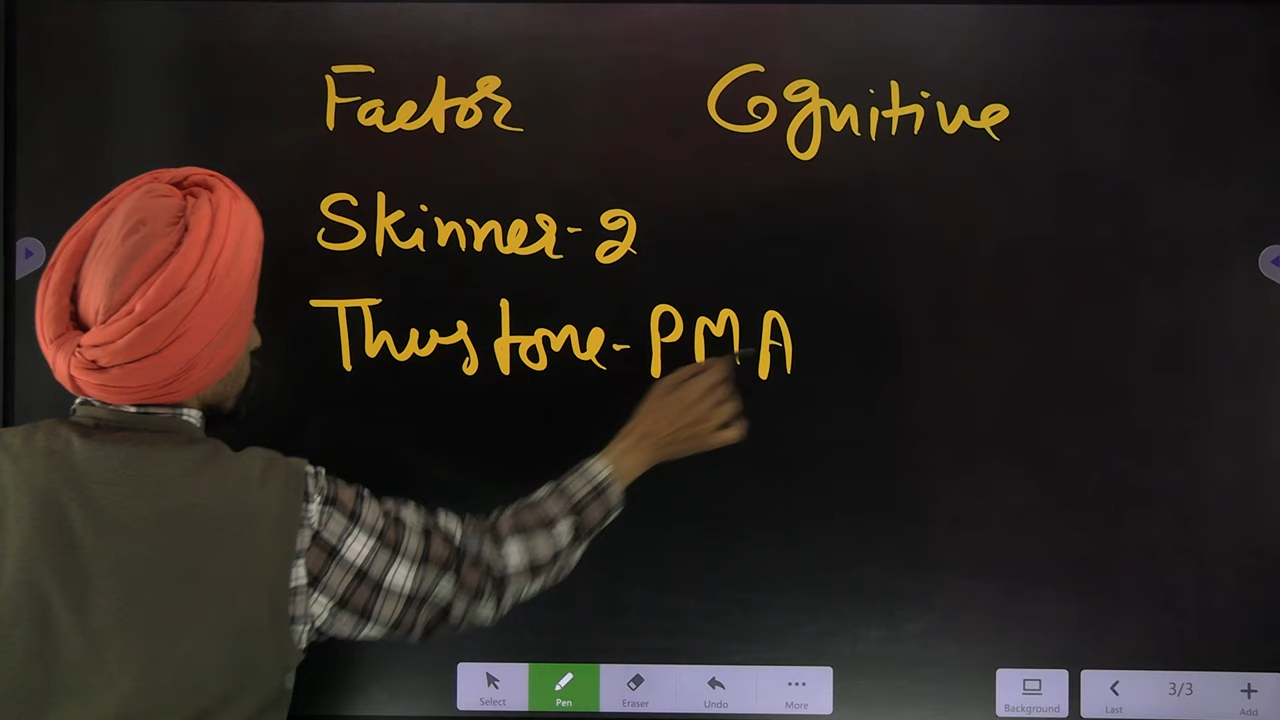 Factor Cognitive
Skinner-2
Thurstone-PMA
Select Pen Eraser Undo More Background Last 3/3 Add